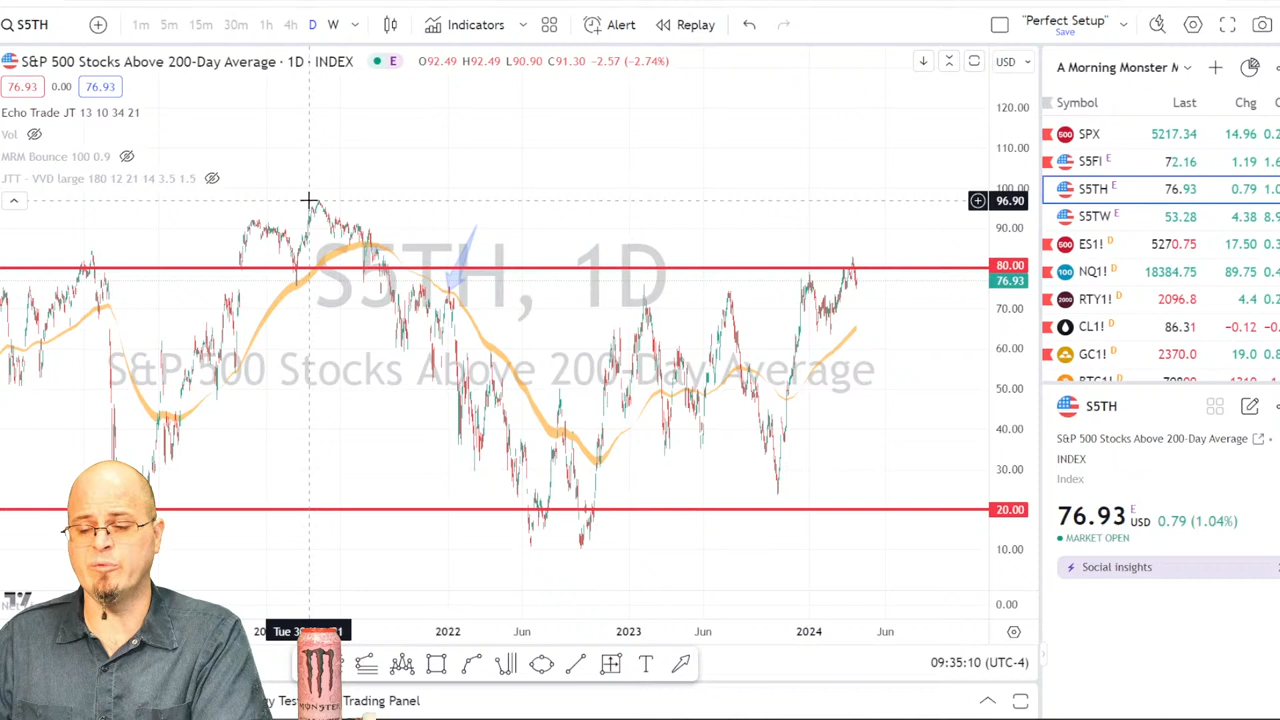 S5TH
1m 5m 15m 30m 1h 4h D W Indicators Alert Replay
"Perfect Setup"
Save
S&P 500 Stocks Above 200-Day Average · 1D · INDEX E O92.49 H92.49 L90.90 C91.30 −2.57 (−2.74%)
76.93 0.00 76.93
Echo Trade JT 13 10 34 21
Vol
MRM Bounce 100 0.9
JTT - VVD large 180 12 21 14 3.5 1.5
S5TH, 1D
S&P 500 Stocks Above 200-Day Average
USD
120.00
110.00
100.00
96.90
90.00
80.00
76.93
70.00
60.00
50.00
40.00
30.00
20.00
10.00
0.00
2022 Jun 2023 Jun 2024 Jun
09:35:10 (UTC-4)
Trading Panel
MONSTER
A Morning Monster
Symbol Last Chg
SPX 5217.34 14.96
S5FI E 72.16 1.19
S5TH E 76.93 0.79
S5TW E 53.28 4.38
ES1! D 5270.75 17.50
NQ1! D 18384.75 89.75
RTY1! D 2096.8 4.4
CL1! D 86.31 −0.12
GC1! D 2370.0 19.0
S5TH
S&P 500 Stocks Above 200-Day Average
INDEX
Index
76.93 E USD 0.79 (1.04%)
MARKET OPEN
Social insights